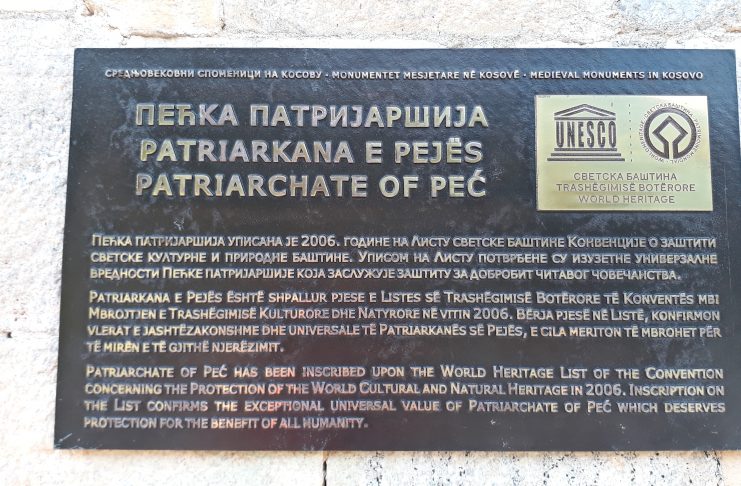 СРЕДЊОВЕКОВНИ СПОМЕНИЦИ НА КОСОВУ · MONUMENTET MESJETARE NË KOSOVË · MEDIEVAL MONUMENTS IN KOSOVO
ПЕЋКА ПАТРИЈАРШИЈА
PATRIARKANA E PEJËS
PATRIARCHATE OF PEĆ
UNESCO
СВЕТСКА БАШТИНА
TRASHËGIMISË BOTËRORE
WORLD HERITAGE
ПЕЋКА ПАТРИЈАРШИЈА УПИСАНА ЈЕ 2006. ГОДИНЕ НА ЛИСТУ СВЕТСКЕ БАШТИНЕ КОНВЕНЦИЈЕ О ЗАШТИТИ
СВЕТСКЕ КУЛТУРНЕ И ПРИРОДНЕ БАШТИНЕ. УПИСОМ НА ЛИСТУ ПОТВРЂЕНЕ СУ ИЗУЗЕТНЕ УНИВЕРЗАЛНЕ
ВРЕДНОСТИ ПЕЋКЕ ПАТРИЈАРШИЈЕ КОЈА ЗАСЛУЖУЈЕ ЗАШТИТУ ЗА ДОБРОБИТ ЧИТАВОГ ЧОВЕЧАНСТВА.
PATRIARKANA E PEJËS ËSHTË SHPALLUR PJESE E LISTES SË TRASHËGIMISË BOTËRORE TË KONVENTËS MBI
MBROJTJEN E TRASHËGIMISË KULTURORE DHE NATYRORE NË VITIN 2006. BËRJA PJESË NË LISTË, KONFIRMON
VLERAT E JASHTËZAKONSHME DHE UNIVERSALE TË PATRIARKANËS SË PEJËS, E CILA MERITON TË MBROHET PËR
TË MIRËN E TË GJITHË NJERËZIMIT.
PATRIARCHATE OF PEĆ HAS BEEN INSCRIBED UPON THE WORLD HERITAGE LIST OF THE CONVENTION
CONCERNING THE PROTECTION OF THE WORLD CULTURAL AND NATURAL HERITAGE IN 2006. INSCRIPTION ON
THE LIST CONFIRMS THE EXCEPTIONAL UNIVERSAL VALUE OF PATRIARCHATE OF PEĆ WHICH DESERVES
PROTECTION FOR THE BENEFIT OF ALL HUMANITY.